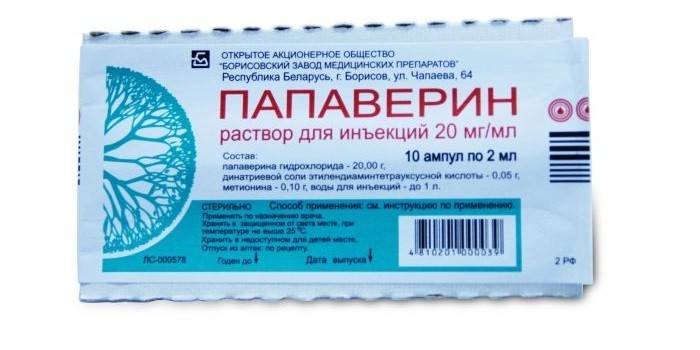 ОТКРЫТОЕ АКЦИОНЕРНОЕ ОБЩЕСТВО
"БОРИСОВСКИЙ ЗАВОД МЕДИЦИНСКИХ ПРЕПАРАТОВ"
Республика Беларусь, г. Борисов, ул. Чапаева, 64
ПАПАВЕРИН
раствор для инъекций 20 мг/мл
10 ампул по 2 мл
Состав:
папаверина гидрохлорида - 20,00 г,
динатриевой соли этилендиаминтетрауксусной кислоты - 0,05 г,
метионина - 0,10 г, воды для инъекций - до 1 л.
СТЕРИЛЬНО Способ применения: см. инструкцию по применению.
Применять по назначению врача.
Хранить в защищенном от света месте, при
температуре не выше 25°С.
Хранить в недоступном для детей месте.
Отпуск из аптек: по рецепту.
ЛС-000578 Годен до Дата выпуска
4 810201 000039
2 РФ